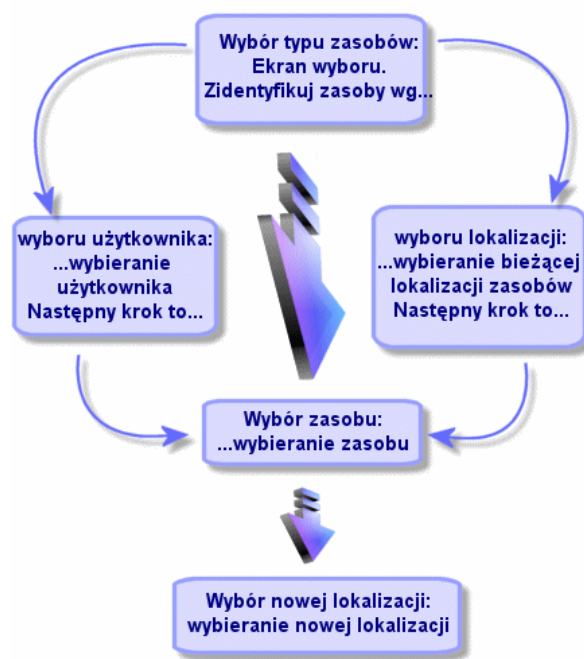 Wybór typu zasobów:
Ekran wyboru.
Zidentyfikuj zasoby wg...
wyboru użytkownika:
...wybieranie
użytkownika
Następny krok to...
wyboru lokalizacji:
...wybieranie bieżącej
lokalizacji zasobów
Następny krok to...
Wybór zasobu:
...wybieranie zasobu
Wybór nowej lokalizacji:
wybieranie nowej lokalizacji